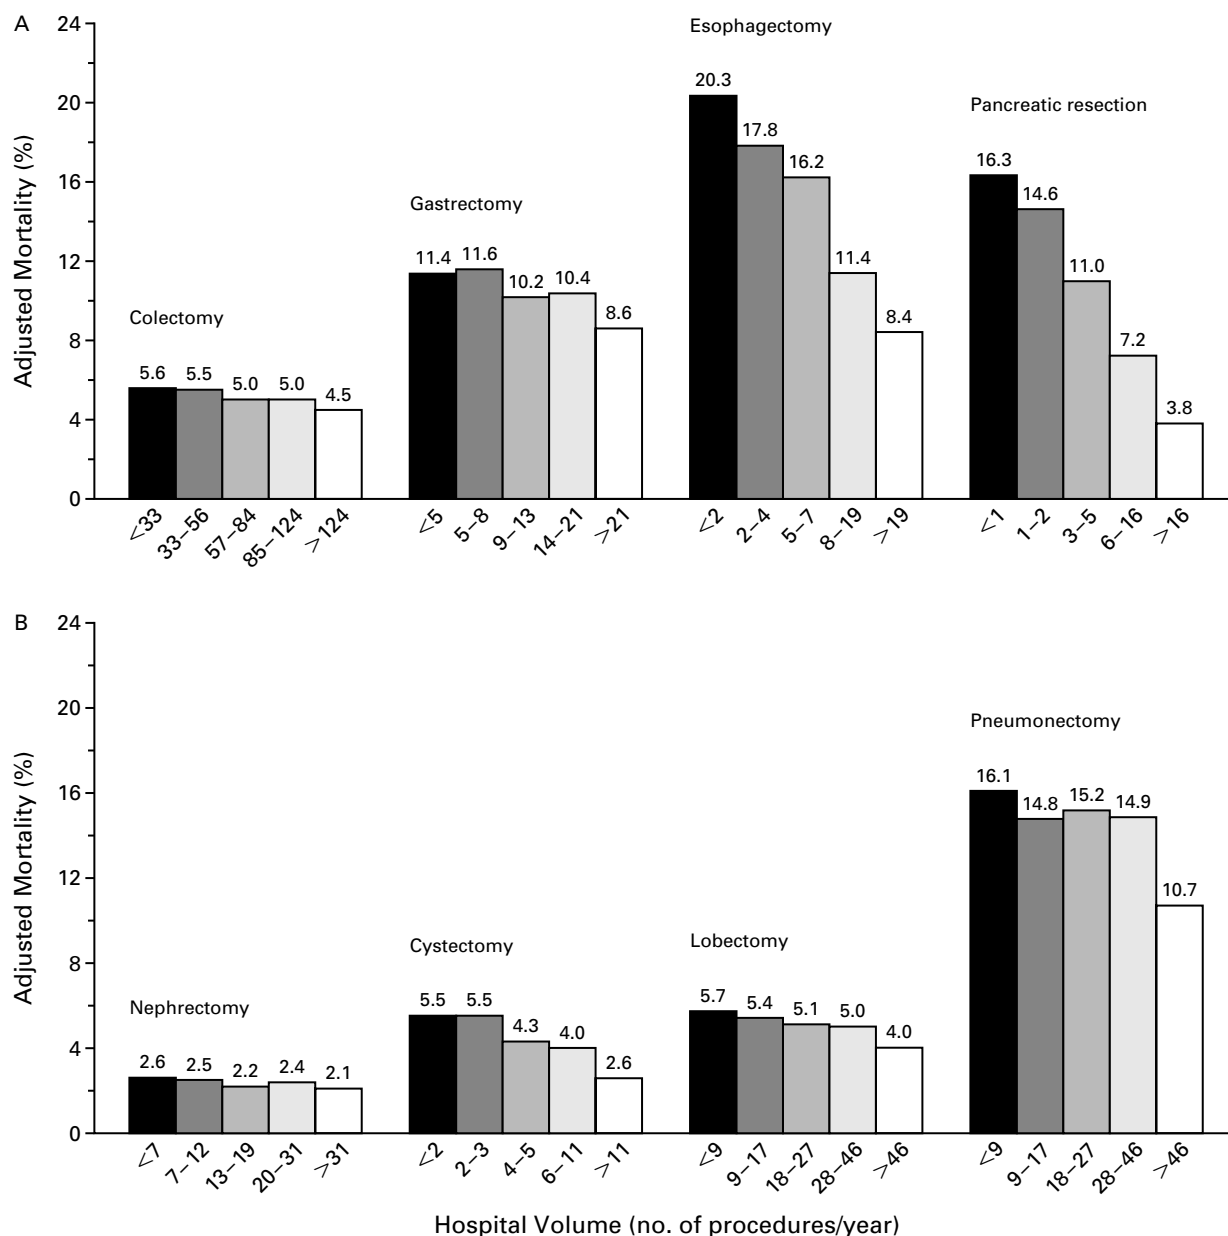 A
Adjusted Mortality (%)
24
20
16
12
8
4
0
Colectomy
5.6 5.5 5.0 5.0 4.5
<33 33–56 57–84 85–124 >124
Gastrectomy
11.4 11.6 10.2 10.4 8.6
<5 5–8 9–13 14–21 >21
Esophagectomy
20.3 17.8 16.2 11.4 8.4
<2 2–4 5–7 8–19 >19
Pancreatic resection
16.3 14.6 11.0 7.2 3.8
<1 1–2 3–5 6–16 >16
B
Adjusted Mortality (%)
24
20
16
12
8
4
0
Nephrectomy
2.6 2.5 2.2 2.4 2.1
<7 7–12 13–19 20–31 >31
Cystectomy
5.5 5.5 4.3 4.0 2.6
<2 2–3 4–5 6–11 >11
Lobectomy
5.7 5.4 5.1 5.0 4.0
<9 9–17 18–27 28–46 >46
Pneumonectomy
16.1 14.8 15.2 14.9 10.7
<9 9–17 18–27 28–46 >46
Hospital Volume (no. of procedures/year)